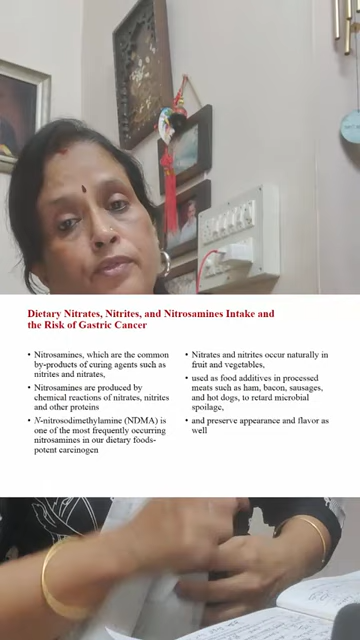 Dietary Nitrates, Nitrites, and Nitrosamines Intake and
the Risk of Gastric Cancer
• Nitrosamines, which are the common
by-products of curing agents such as
nitrites and nitrates,
• Nitrosamines are produced by
chemical reactions of nitrates, nitrites
and other proteins
• N-nitrosodimethylamine (NDMA) is
one of the most frequently occurring
nitrosamines in our dietary foods-
potent carcinogen
• Nitrates and nitrites occur naturally in
fruit and vegetables,
• used as food additives in processed
meats such as ham, bacon, sausages,
and hot dogs, to retard microbial
spoilage,
• and preserve appearance and flavor as
well